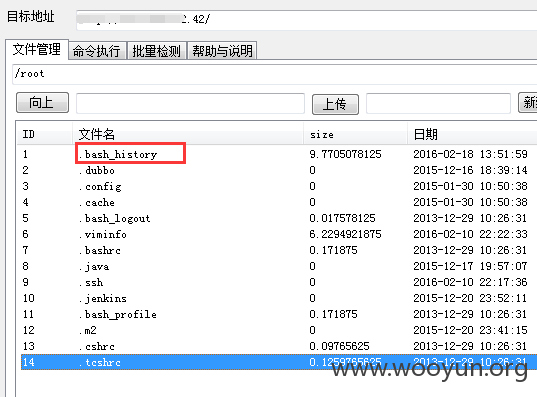 目标地址 2.42/
文件管理 命令执行 批量检测 帮助与说明
/root
向上 上传
ID 文件名 size 日期
1 .bash_history 9.7705078125 2016-02-18 13:51:59
2 .dubbo 0 2015-12-16 18:39:14
3 .config 0 2015-01-30 10:50:38
4 .cache 0 2015-01-30 10:50:38
5 .bash_logout 0.017578125 2013-12-29 10:26:31
6 .viminfo 6.2294921875 2016-02-10 22:22:33
7 .bashrc 0.171875 2013-12-29 10:26:31
8 .java 0 2015-12-17 19:57:07
9 .ssh 0 2016-02-10 22:17:36
10 .jenkins 0 2015-12-20 23:52:11
11 .bash_profile 0.171875 2013-12-29 10:26:31
12 .m2 0 2015-12-20 23:41:15
13 .cshrc 0.09765625 2013-12-29 10:26:31
14 .tcshrc 0.1259765625 2013-12-29 10:26:31
www.wooyun.org